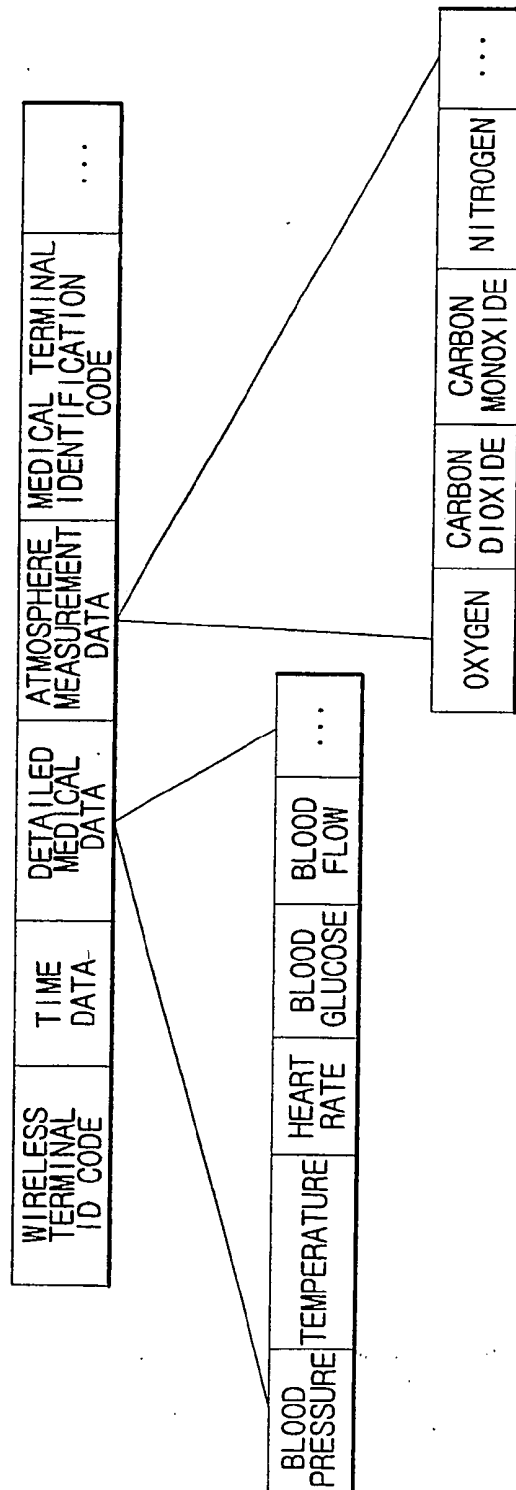 WIRELESS
TERMINAL
ID CODE
TIME
DATA
DETAILED
MEDICAL
DATA
ATMOSPHERE
MEASUREMENT
DATA
MEDICAL TERMINAL
IDENTIFICATION
CODE
...
BLOOD
PRESSURE
TEMPERATURE
HEART
RATE
BLOOD
GLUCOSE
BLOOD
FLOW
...
OXYGEN
CARBON
DIOXIDE
CARBON
MONOXIDE
NITROGEN
...